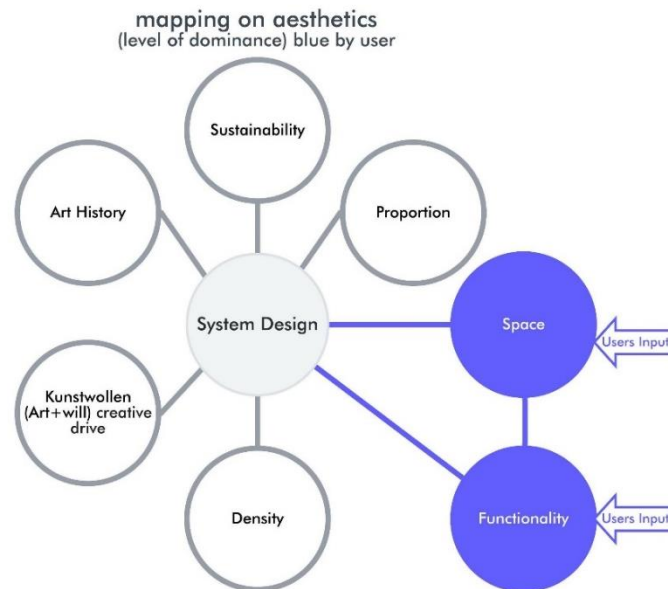 mapping on aesthetics
(level of dominance) blue by user
Sustainability
Art History
Proportion
System Design
Space
Users Input
Kunstwollen
(Art+will) creative
drive
Density
Functionality
Users Input